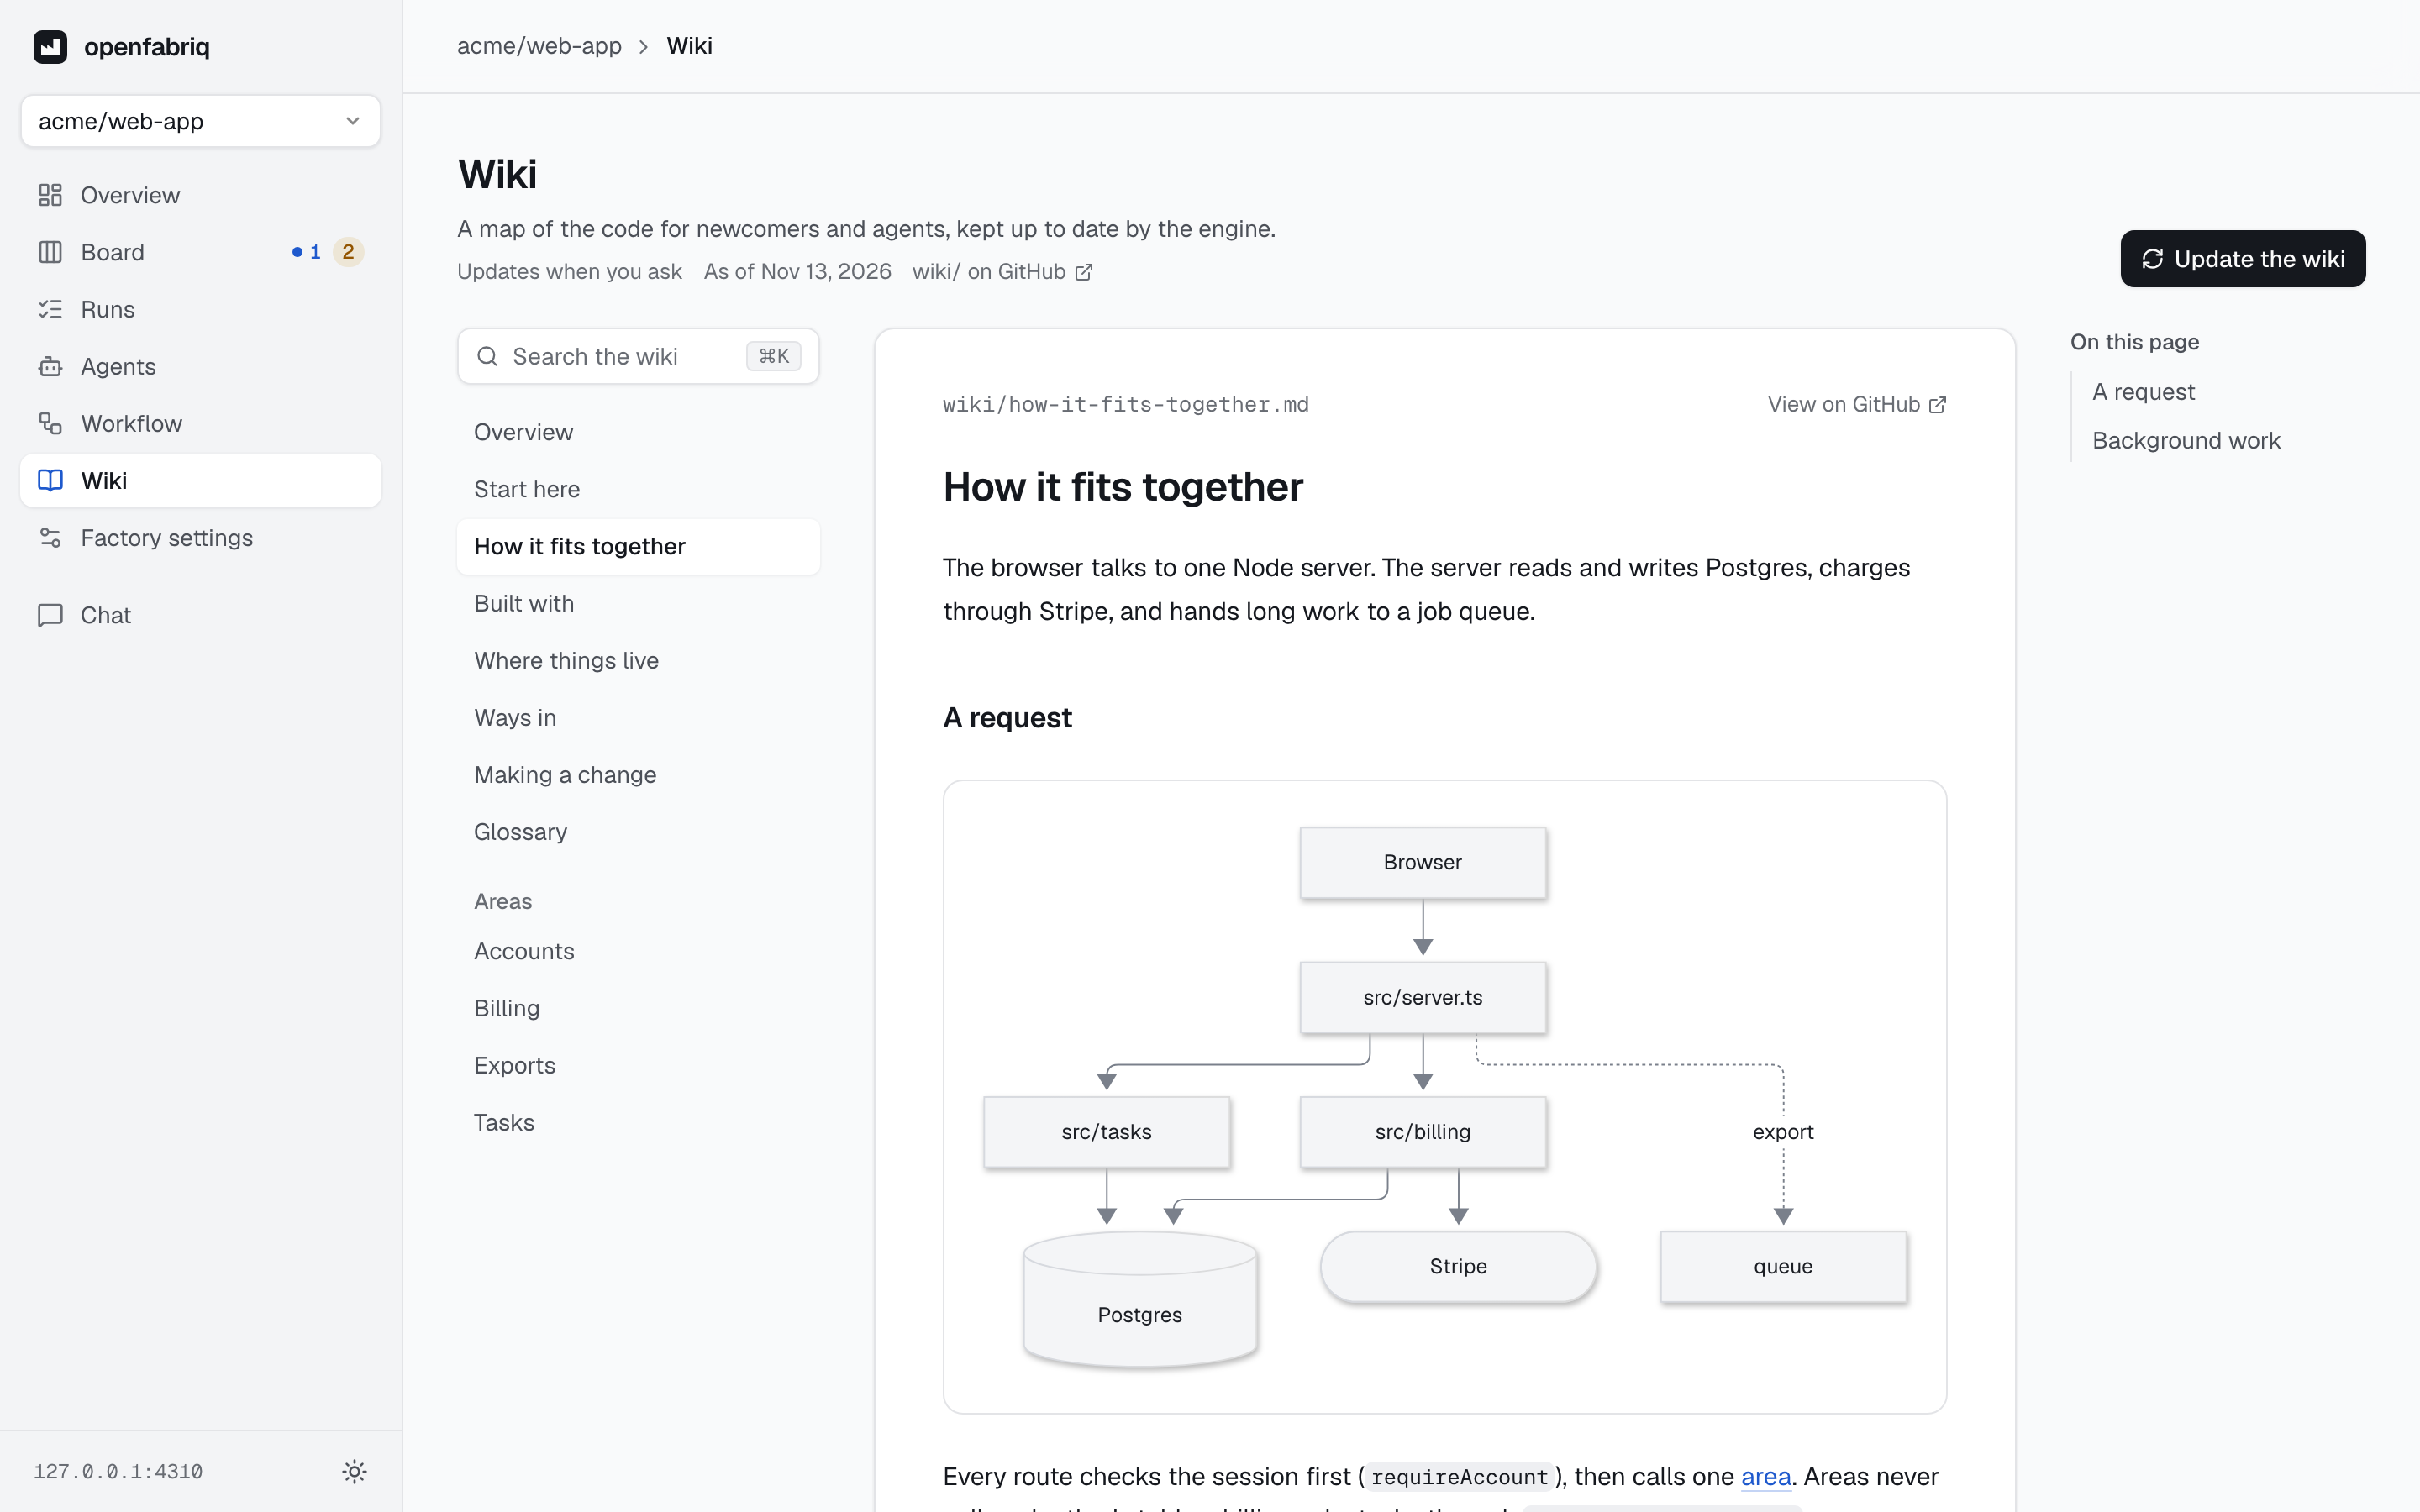 openfabriq
acme/web-app
Overview
Board 1 2
Runs
Agents
Workflow
Wiki
Factory settings
Chat
127.0.0.1:4310
acme/web-app > Wiki
Wiki
A map of the code for newcomers and agents, kept up to date by the engine.
Updates when you ask As of Nov 13, 2026 wiki/ on GitHub
Update the wiki
Search the wiki ⌘K
Overview
Start here
How it fits together
Built with
Where things live
Ways in
Making a change
Glossary
Areas
Accounts
Billing
Exports
Tasks
wiki/how-it-fits-together.md
View on GitHub
How it fits together
The browser talks to one Node server. The server reads and writes Postgres, charges
through Stripe, and hands long work to a job queue.
A request
Browser
src/server.ts
src/tasks
src/billing
export
Postgres
Stripe
queue
Every route checks the session first (requireAccount), then calls one area. Areas never
On this page
A request
Background work